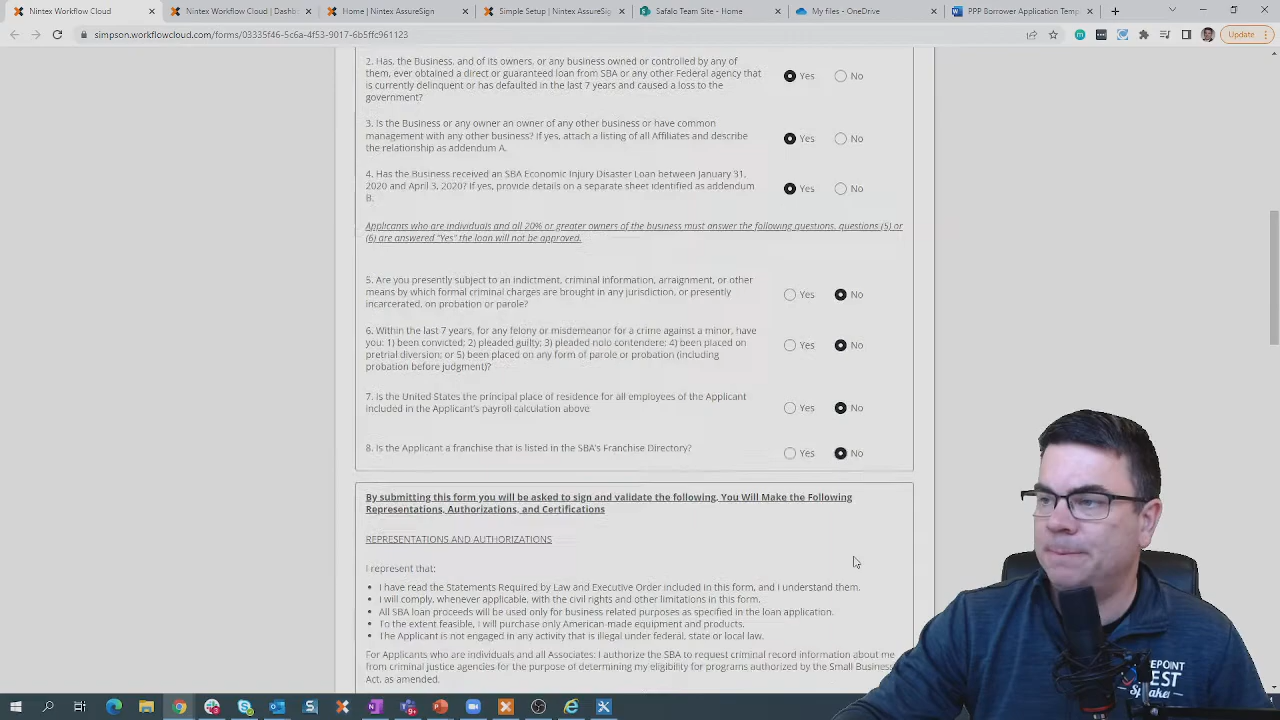 Nintex Workflow Cloud
Nintex Workflow Cloud | Dashb
Home | Nintex AssureSign
Simple Setup | Nintex AssureSig
Safalo Team Site - Home
My files - OneDrive
PPP Borrower Application Temp
simpson.workflowcloud.com/forms/03335f46-5c6a-4f53-9017-6b5ffc961123
Update
2. Has, the Business, and of its owners, or any business owned or controlled by any of
them, ever obtained a direct or guaranteed loan from SBA or any other Federal agency that
is currently delinquent or has defaulted in the last 7 years and caused a loss to the
government?
Yes No
3. Is the Business or any owner an owner of any other business or have common
management with any other business? If yes, attach a listing of all Affiliates and describe
the relationship as addendum A.
Yes No
4. Has the Business received an SBA Economic Injury Disaster Loan between January 31,
2020 and April 3, 2020? If yes, provide details on a separate sheet identified as addendum
B.
Yes No
Applicants who are individuals and all 20% or greater owners of the business must answer the following questions. questions (5) or
(6) are answered "Yes" the loan will not be approved.
5. Are you presently subject to an indictment, criminal information, arraignment, or other
means by which formal criminal charges are brought in any jurisdiction, or presently
incarcerated, on probation or parole?
Yes No
6. Within the last 7 years, for any felony or misdemeanor for a crime against a minor, have
you: 1) been convicted; 2) pleaded guilty; 3) pleaded nolo contendere; 4) been placed on
pretrial diversion; or 5) been placed on any form of parole or probation (including
probation before judgment)?
Yes No
7. Is the United States the principal place of residence for all employees of the Applicant
included in the Applicant's payroll calculation above
Yes No
8. Is the Applicant a franchise that is listed in the SBA's Franchise Directory?
Yes No
By submitting this form you will be asked to sign and validate the following. You Will Make the Following
Representations, Authorizations, and Certifications
REPRESENTATIONS AND AUTHORIZATIONS
I represent that:
• I have read the Statements Required by Law and Executive Order included in this form, and I understand them.
• I will comply, whenever applicable, with the civil rights and other limitations in this form.
• All SBA loan proceeds will be used only for business related purposes as specified in the loan application.
• To the extent feasible, I will purchase only American-made equipment and products.
• The Applicant is not engaged in any activity that is illegal under federal, state or local law.
For Applicants who are individuals and all Associates: I authorize the SBA to request criminal record information about me
from criminal justice agencies for the purpose of determining my eligibility for programs authorized by the Small Business
Act, as amended.
EPOINT
EST
Speaker